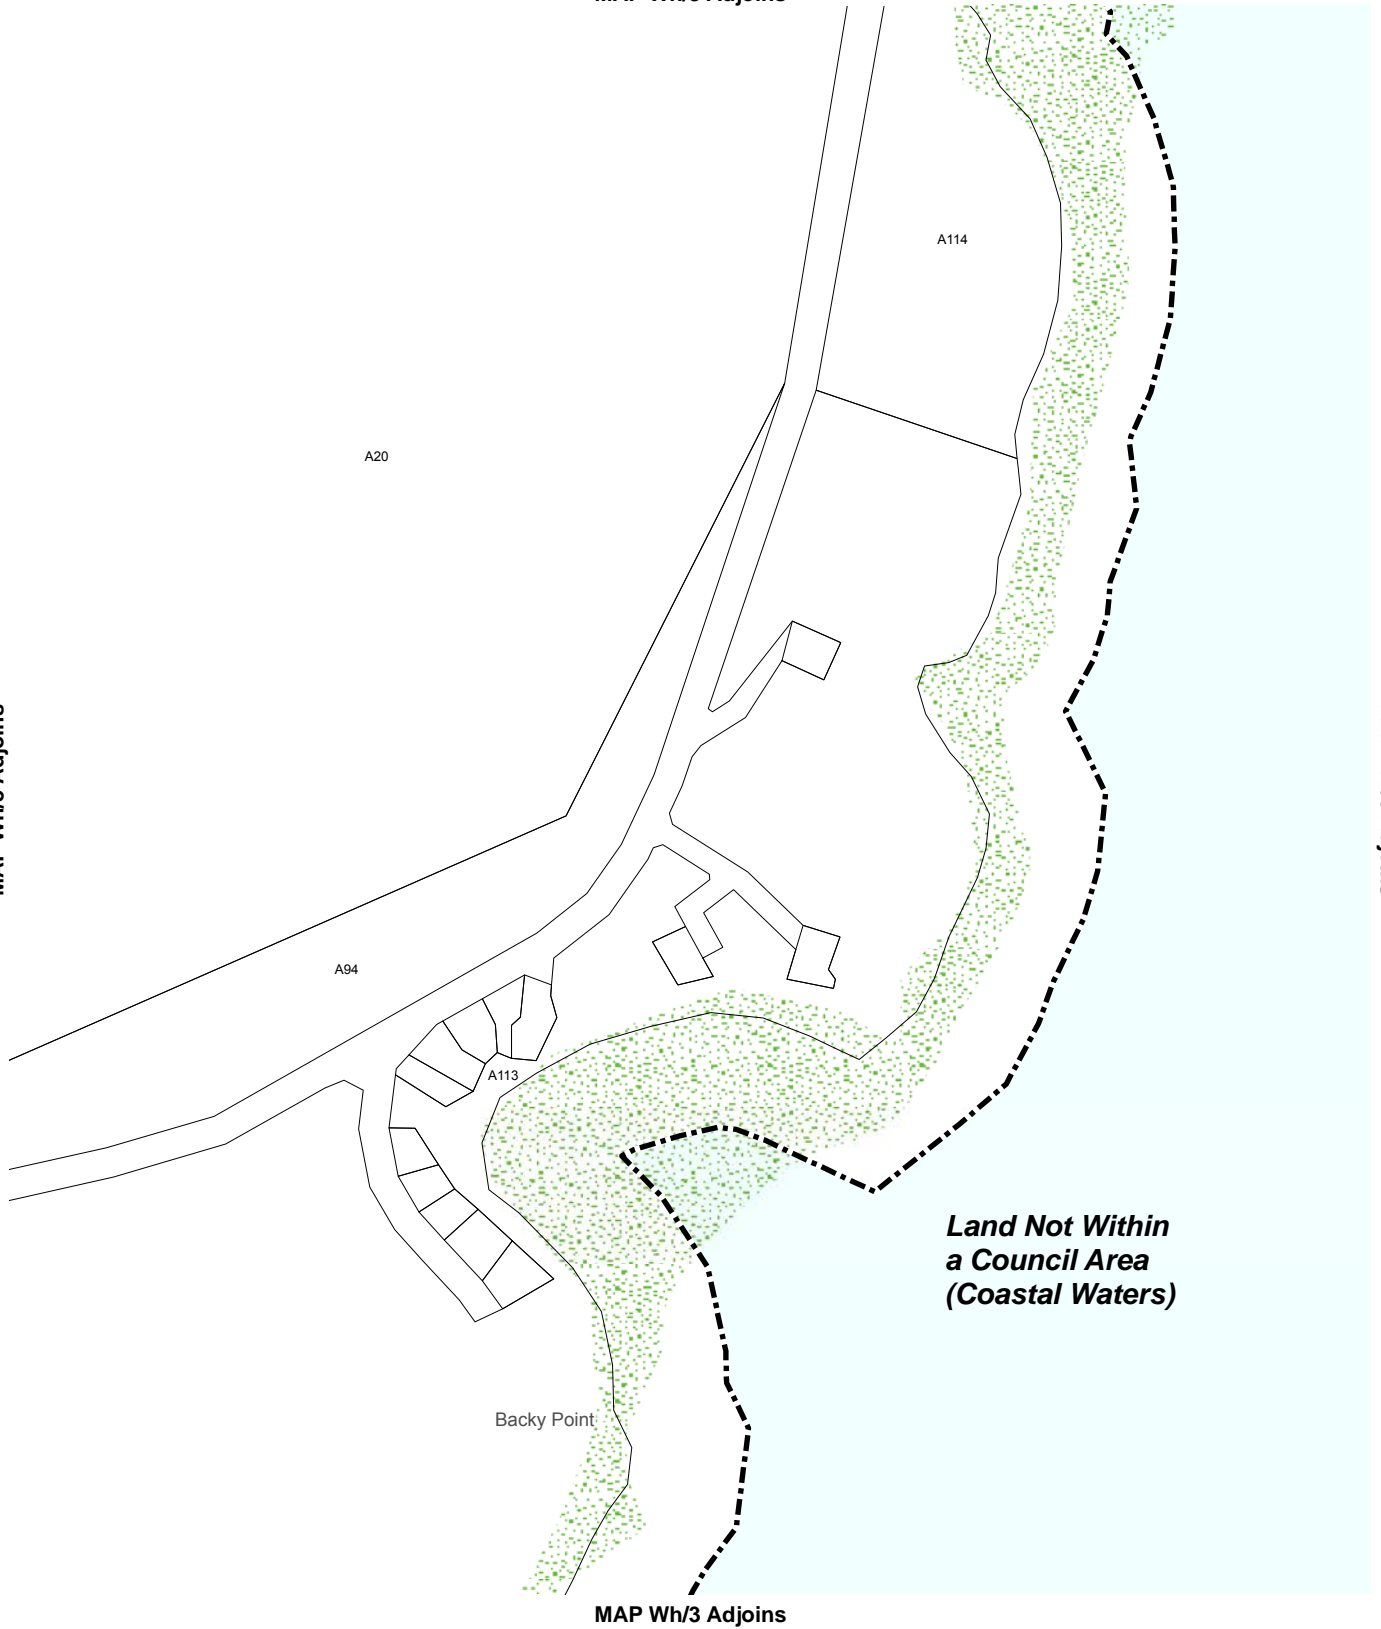 A114
A20
A94
A113
Land Not Within
a Council Area
(Coastal Waters)
Backy Point
MAP Wh/3 Adjoins